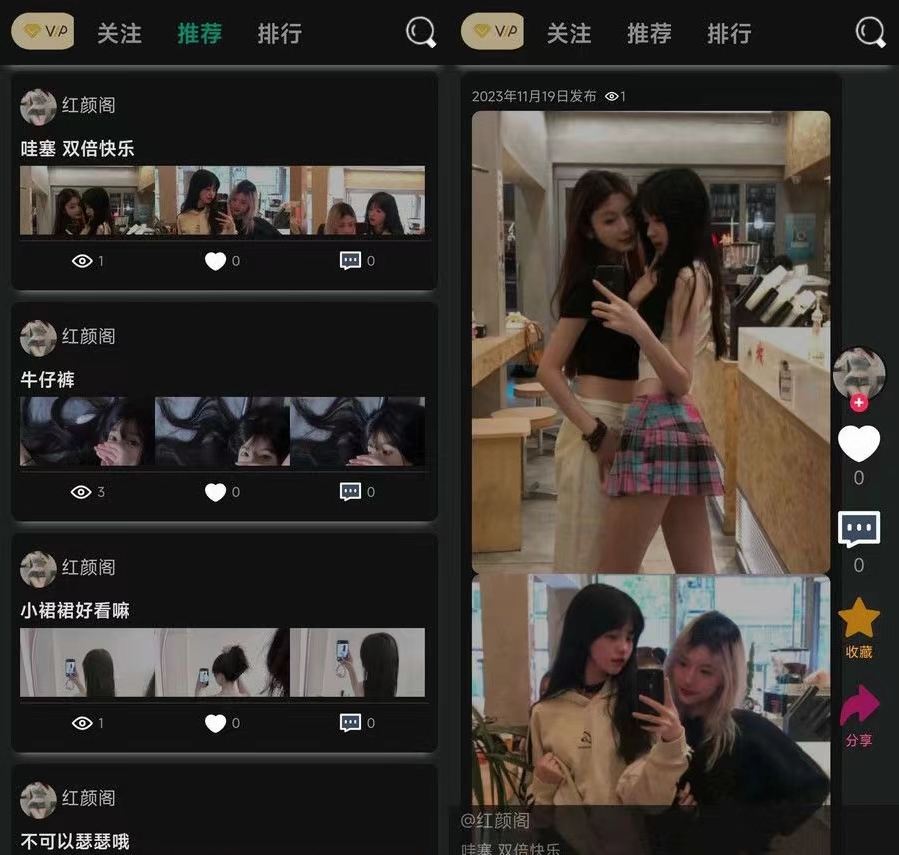 VIP 关注 推荐 排行
红颜阁
哇塞 双倍快乐
1 0 0
红颜阁
牛仔裤
3 0 0
红颜阁
小裙裙好看嘛
1 0 0
红颜阁
不可以瑟瑟哦
VIP 关注 推荐 排行
2023年11月19日发布 1
0
0
收藏
分享
@红颜阁
哇塞 双倍快乐